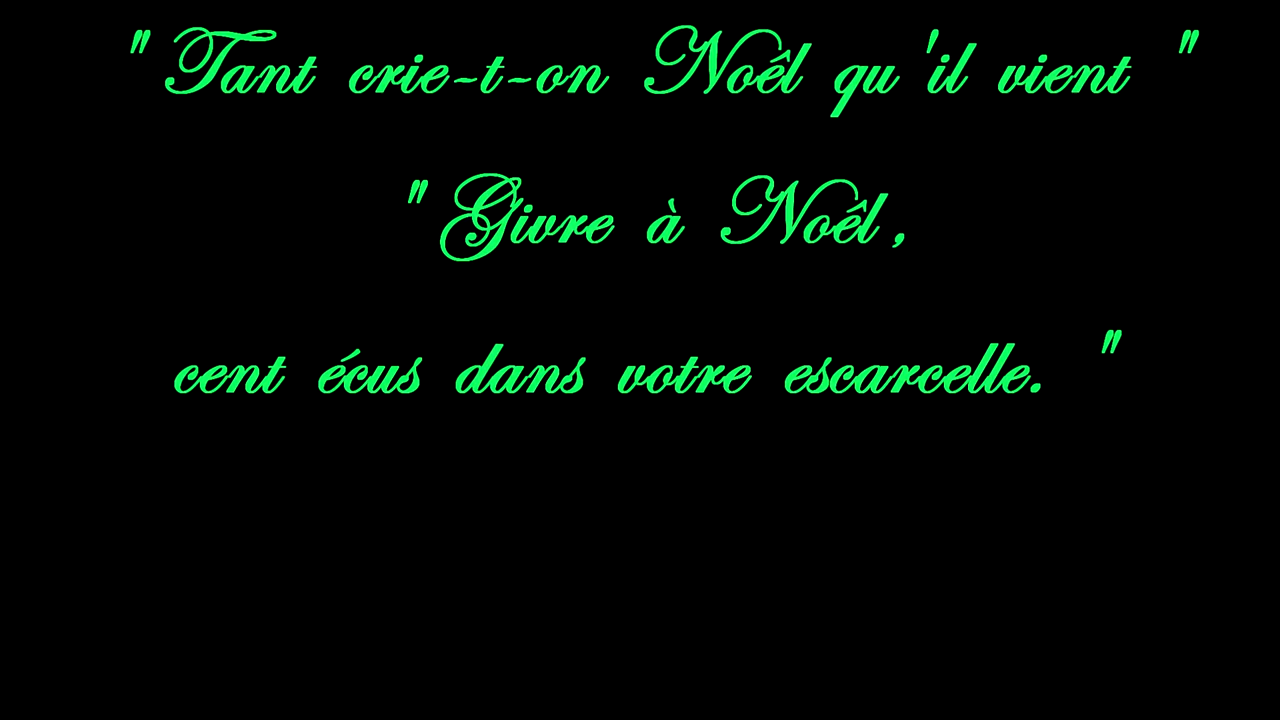 " Tant crie-t-on Noêl qu'il vient "
" Givre à Noêl,
cent écus dans votre escarcelle. "